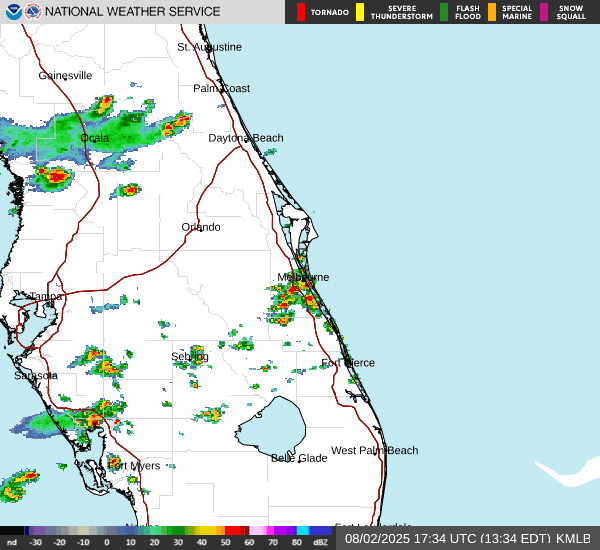 NATIONAL WEATHER SERVICE
TORNADO
SEVERE THUNDERSTORM
FLASH FLOOD
SPECIAL MARINE
SNOW SQUALL
St. Augustine
Gainesville
Palm Coast
Ocala
Daytona Beach
Orlando
Melbourne
Tampa
Sebring
Fort Pierce
Sarasota
West Palm Beach
Belle Glade
Fort Myers
nd -30 -20 -10 0 10 20 30 40 50 60 70 80 dBZ
08/02/2025 17:34 UTC (13:34 EDT) KMLB